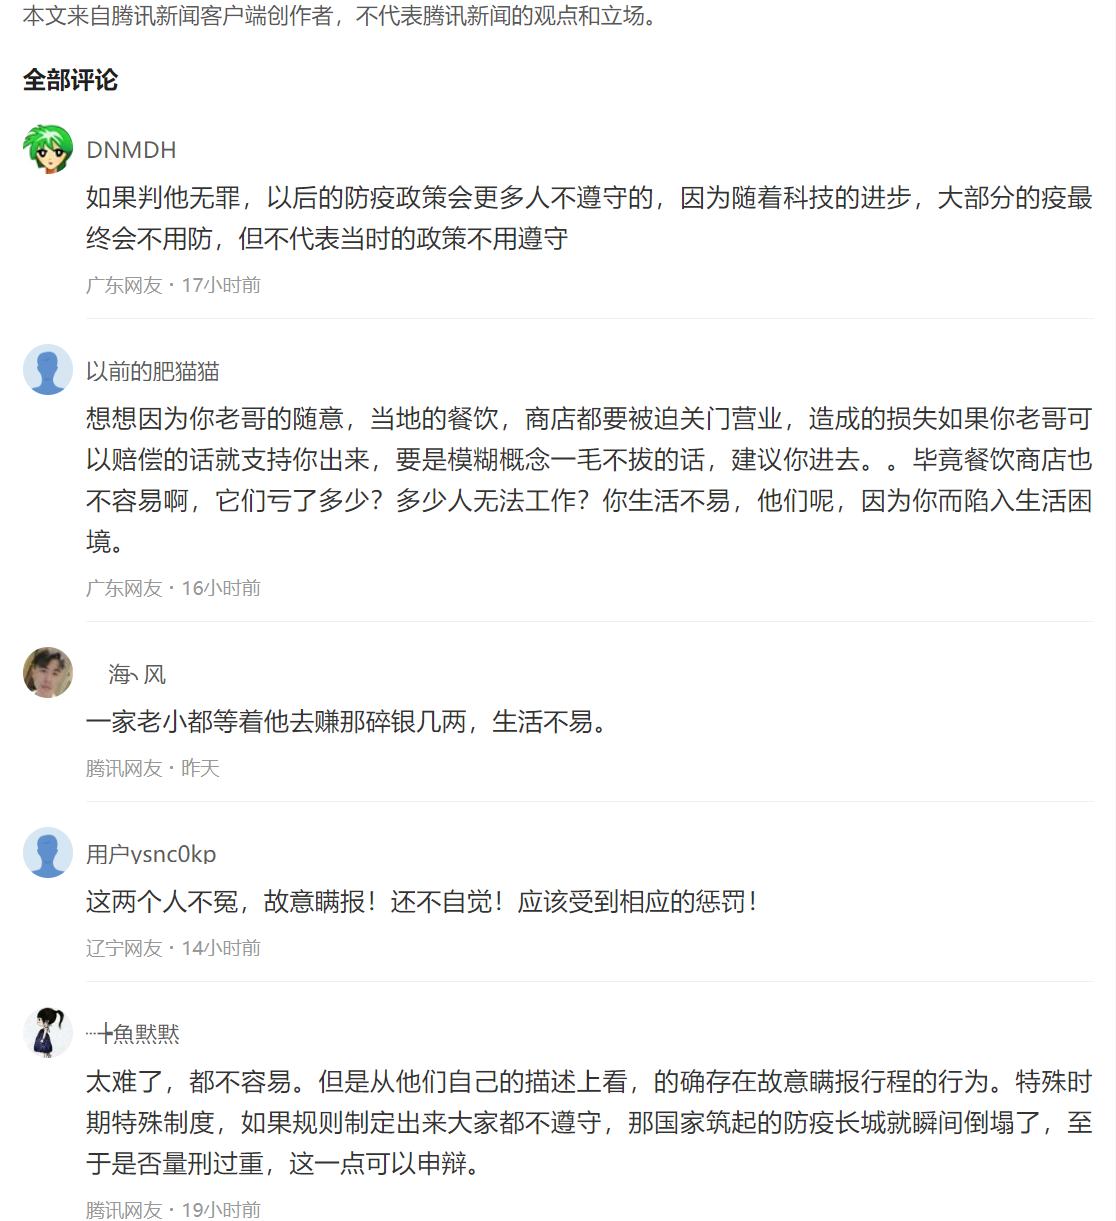 本文来自腾讯新闻客户端创作者，不代表腾讯新闻的观点和立场。
全部评论
DNMDH
如果判他无罪，以后的防疫政策会更多人不遵守的，因为随着科技的进步，大部分的疫最
终会不用防，但不代表当时的政策不用遵守
广东网友 · 17小时前
以前的肥猫猫
想想因为你老哥的随意，当地的餐饮，商店都要被迫关门营业，造成的损失如果你老哥可
以赔偿的话就支持你出来，要是模糊概念一毛不拔的话，建议你进去。。毕竟餐饮商店也
不容易啊，它们亏了多少？多少人无法工作？你生活不易，他们呢，因为你而陷入生活困
境。
广东网友 · 16小时前
海ヽ风
一家老小都等着他去赚那碎银几两，生活不易。
腾讯网友 · 昨天
用户ysnc0kp
这两个人不冤，故意瞒报！还不自觉！应该受到相应的惩罚！
辽宁网友 · 14小时前
┈╄魚默默
太难了，都不容易。但是从他们自己的描述上看，的确存在故意瞒报行程的行为。特殊时
期特殊制度，如果规则制定出来大家都不遵守，那国家筑起的防疫长城就瞬间倒塌了，至
于是否量刑过重，这一点可以申辩。
腾讯网友 · 19小时前